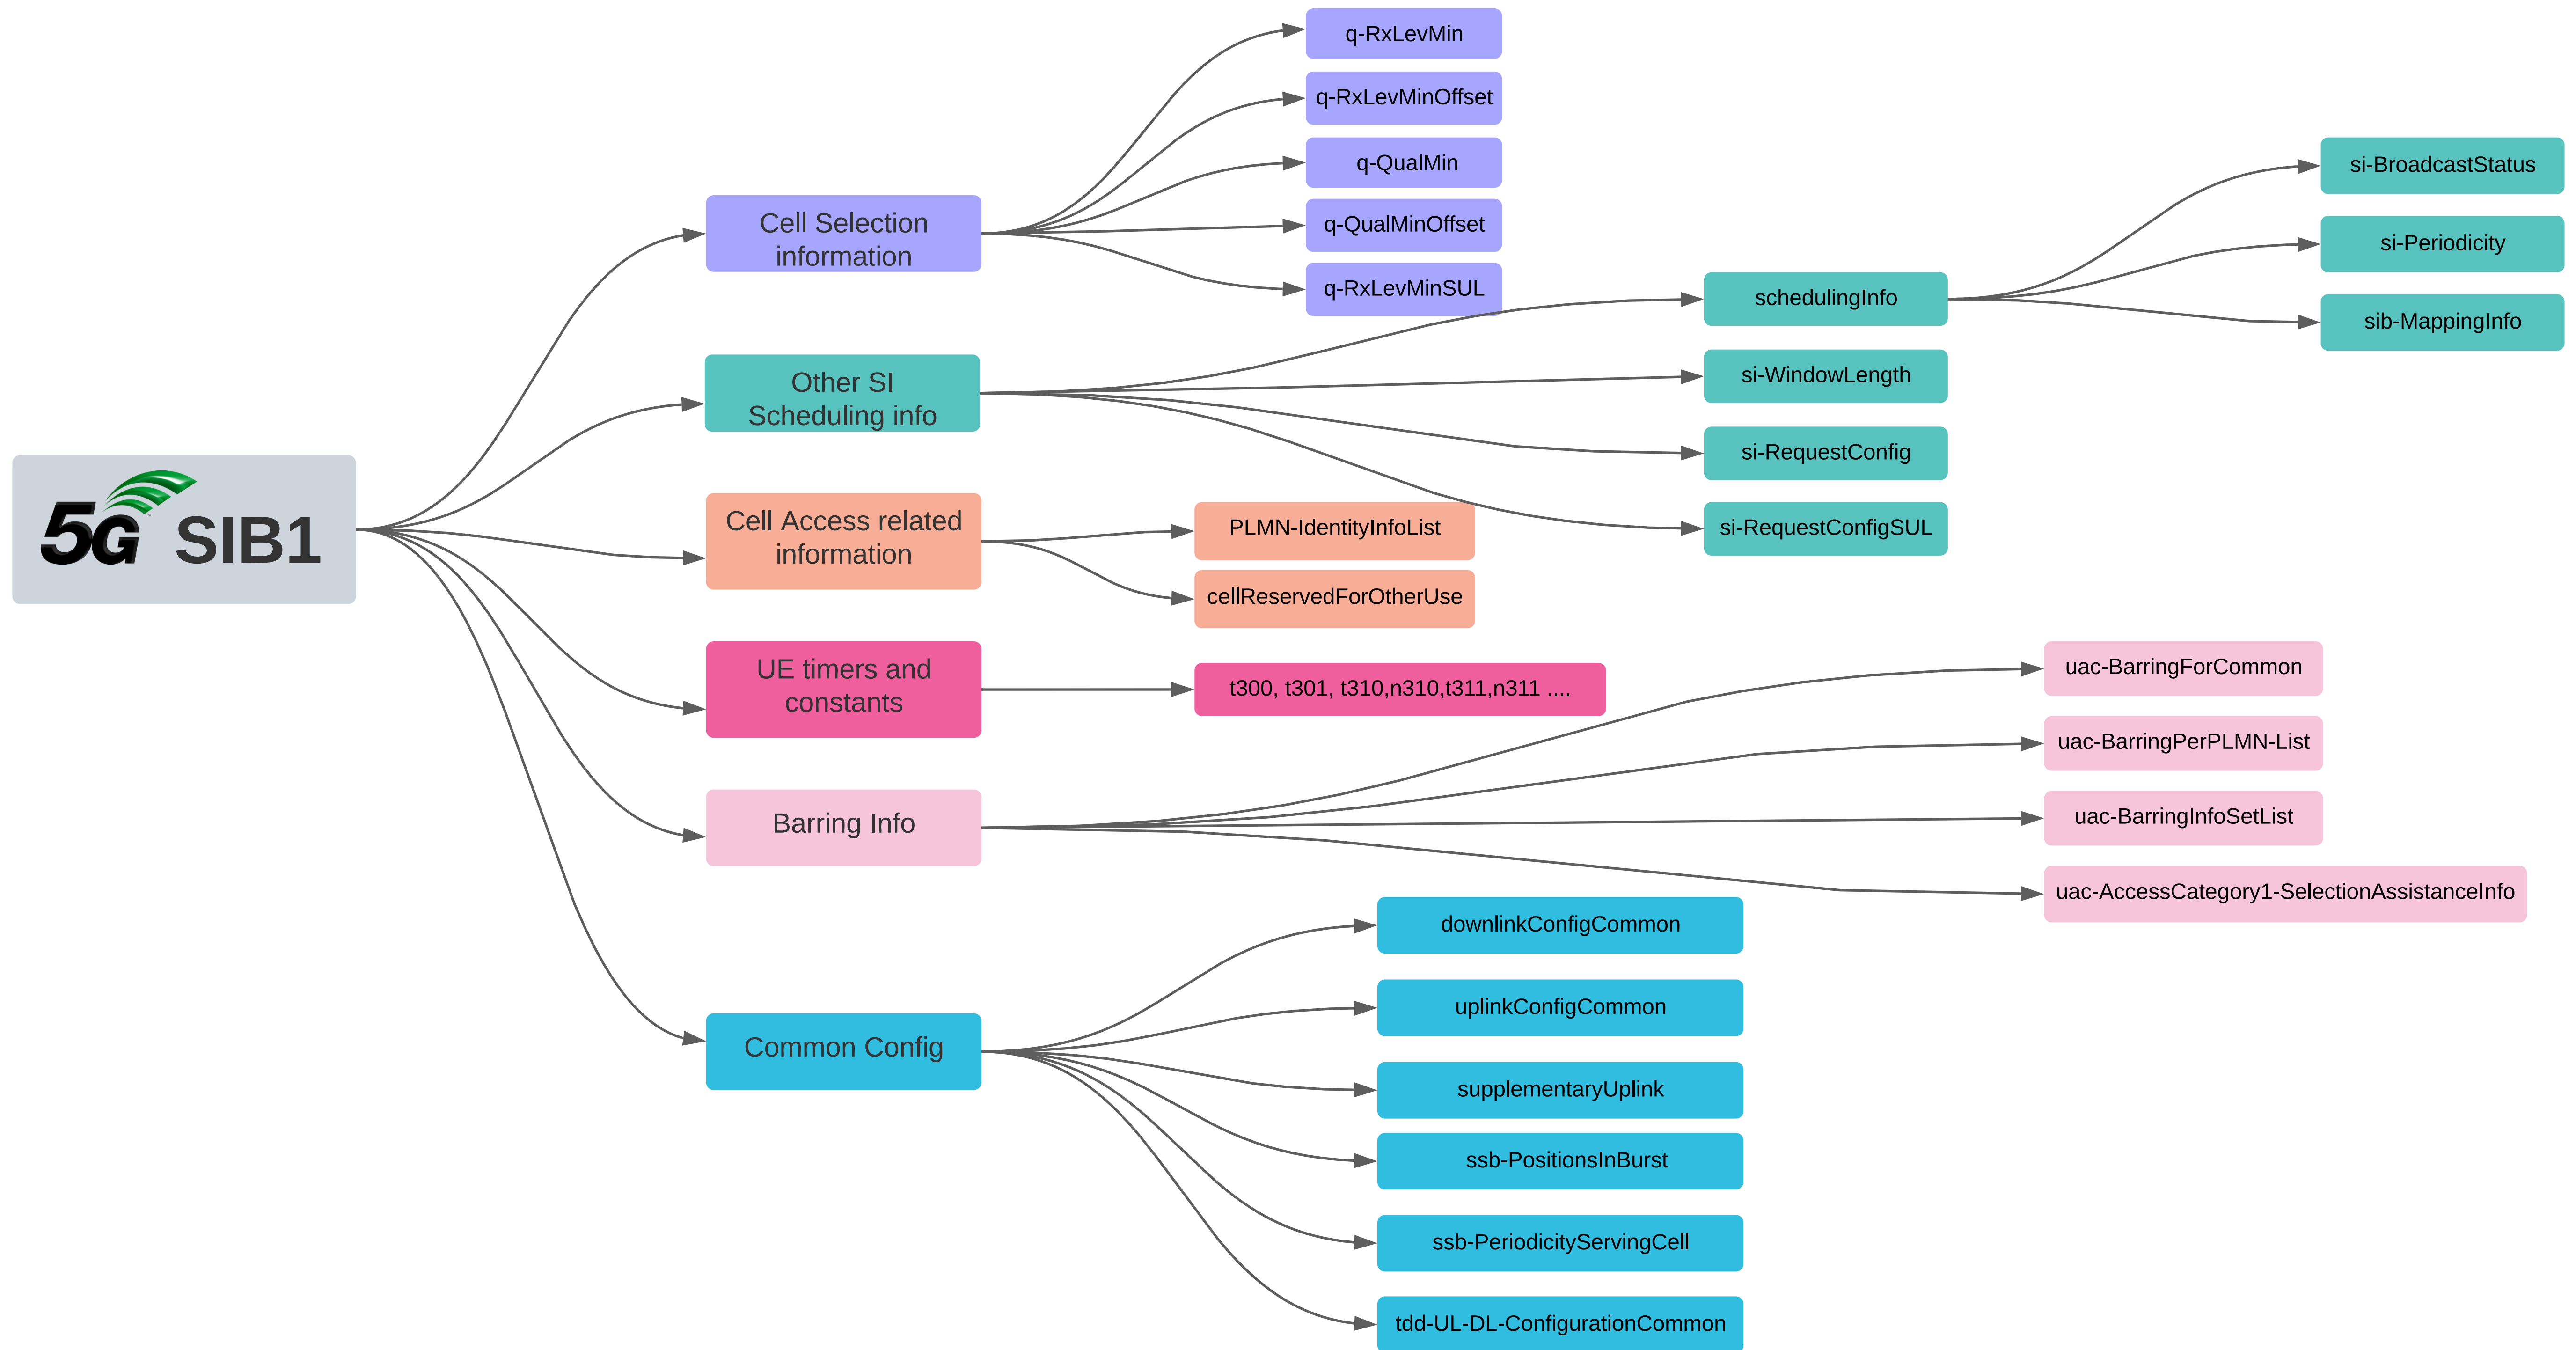 5G SIB1
Cell Selection
information
q-RxLevMin
q-RxLevMinOffset
q-QualMin
q-QualMinOffset
q-RxLevMinSUL
Other SI
Scheduling info
schedulingInfo
si-WindowLength
si-RequestConfig
si-RequestConfigSUL
si-BroadcastStatus
si-Periodicity
sib-MappingInfo
Cell Access related
information
PLMN-IdentityInfoList
cellReservedForOtherUse
UE timers and
constants
t300, t301, t310,n310,t311,n311 ....
Barring Info
uac-BarringForCommon
uac-BarringPerPLMN-List
uac-BarringInfoSetList
uac-AccessCategory1-SelectionAssistanceInfo
Common Config
downlinkConfigCommon
uplinkConfigCommon
supplementaryUplink
ssb-PositionsInBurst
ssb-PeriodicityServingCell
tdd-UL-DL-ConfigurationCommon